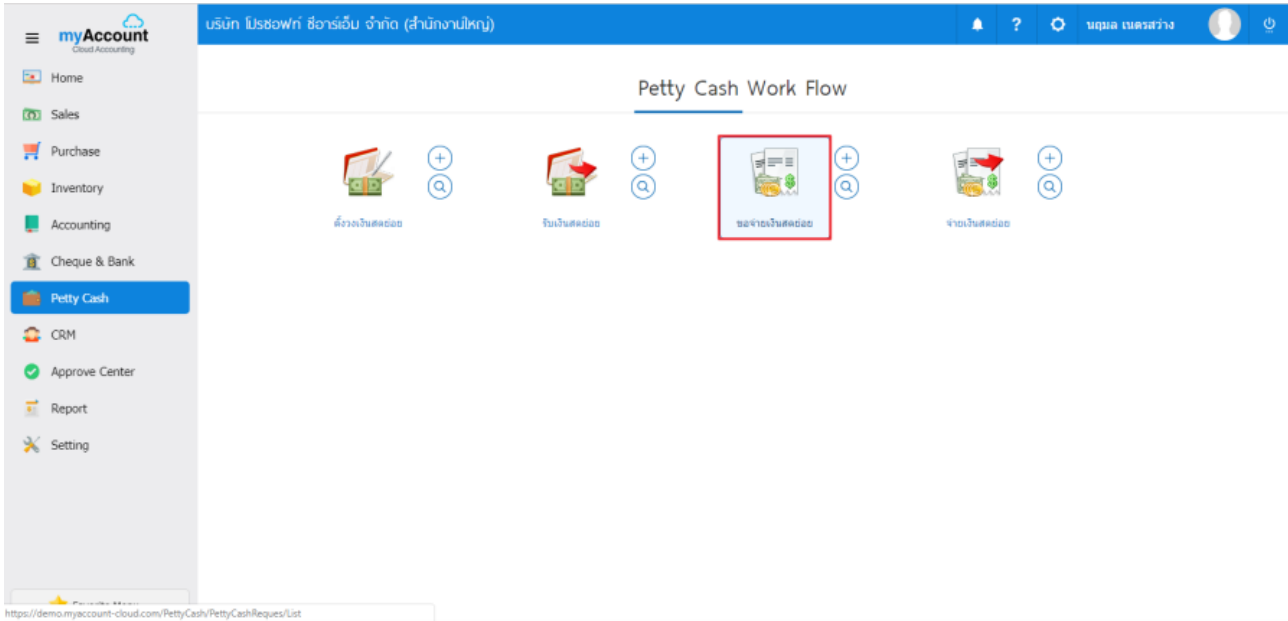 myAccount
Cloud Accounting
บริษัท โปรซอฟท์ ซีอาร์เอ็ม จำกัด (สำนักงานใหญ่)
?
นฤมล เนตรสว่าง
Home
Sales
Purchase
Inventory
Accounting
Cheque & Bank
Petty Cash
CRM
Approve Center
Report
Setting
Petty Cash Work Flow
ตั้งวงเงินสดย่อย
รับเงินสดย่อย
ขอจ่ายเงินสดย่อย
จ่ายเงินสดย่อย
Favorite Menu
https://demo.myaccount-cloud.com/PettyCash/PettyCashReques/List